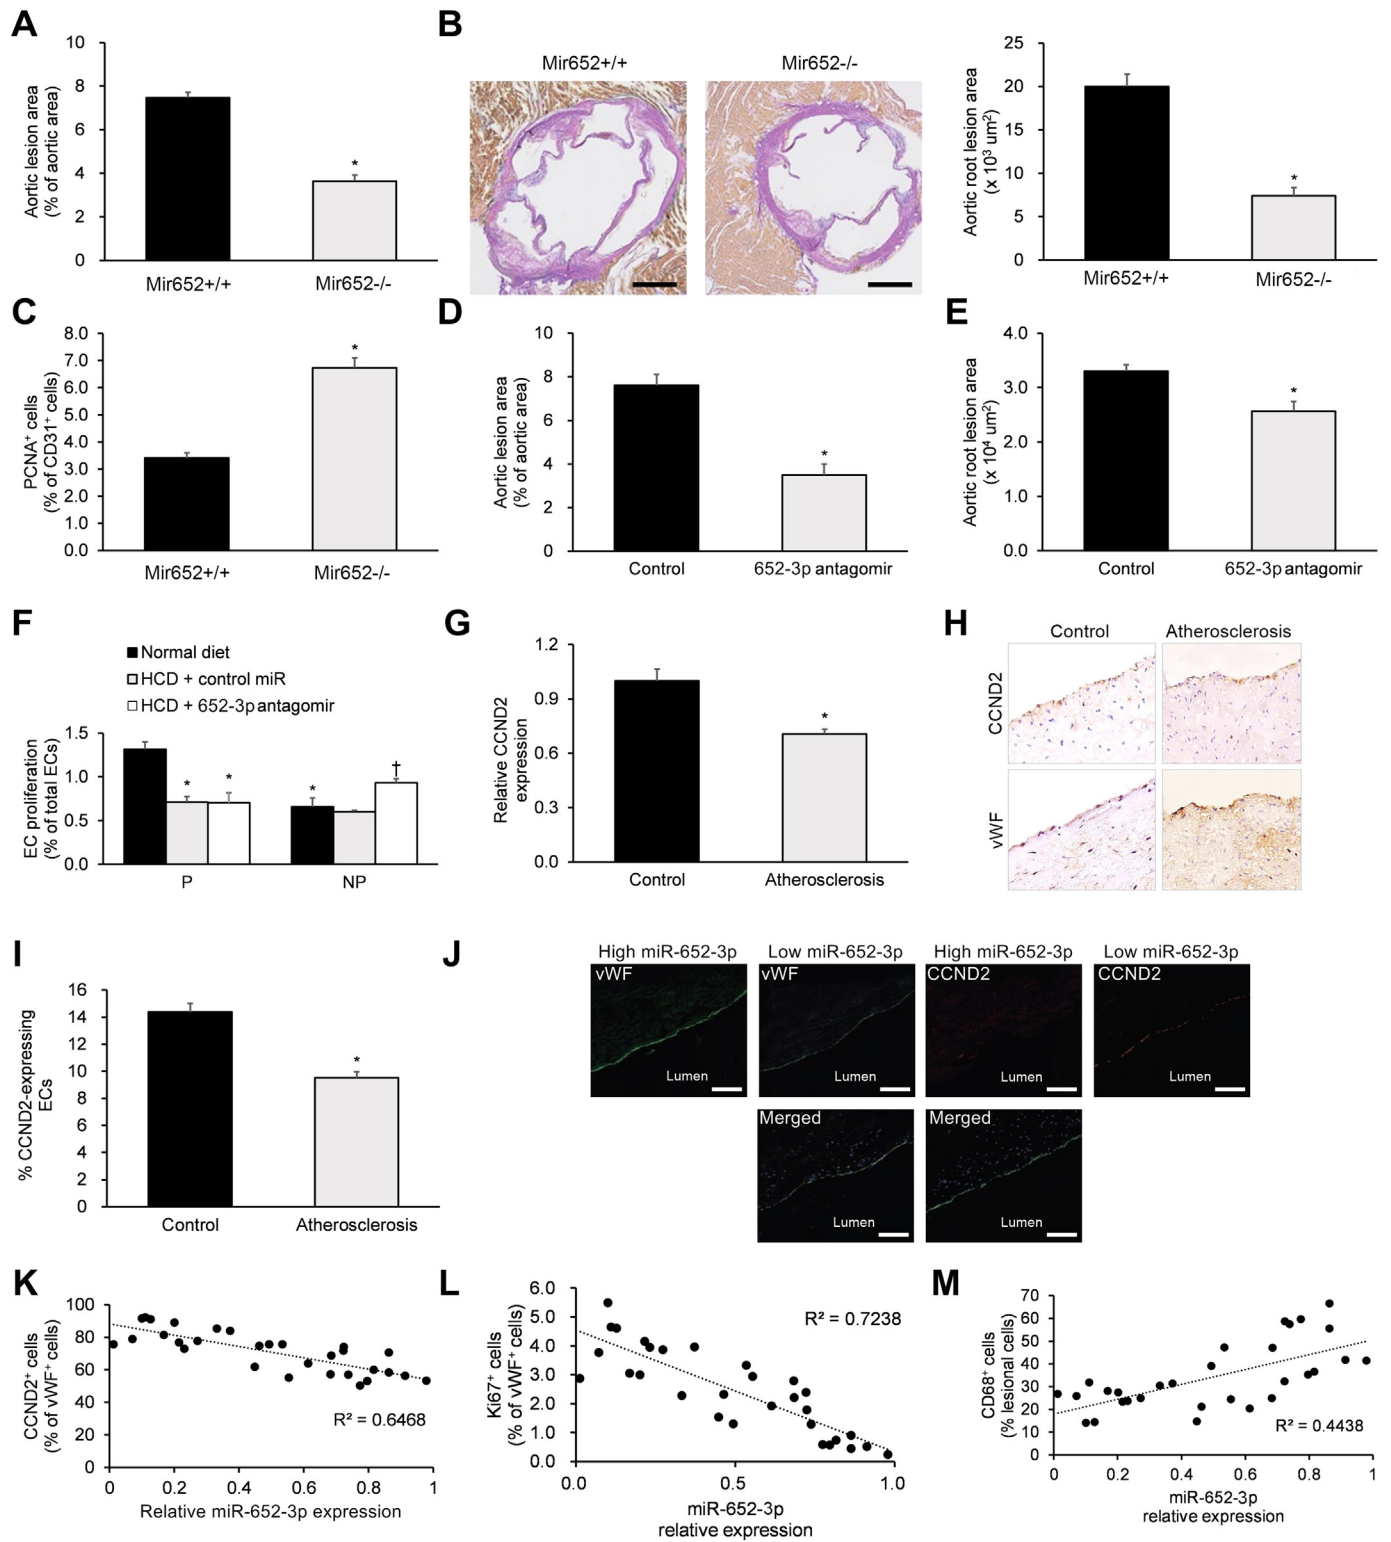 A
10
8
6
4
2
0
Aortic lesion area
(% of aortic area)
*
Mir652+/+
Mir652-/-
B
Mir652+/+
Mir652-/-
25
20
15
10
5
0
Aortic root lesion area
(x 10³ um²)
*
Mir652+/+
Mir652-/-
C
8.0
7.0
6.0
5.0
4.0
3.0
2.0
1.0
0.0
PCNA⁺ cells
(% of CD31⁺ cells)
*
Mir652+/+
Mir652-/-
D
10
8
6
4
2
0
Aortic lesion area
(% of aortic area)
*
Control
652-3p antagomir
E
4.0
3.0
2.0
1.0
0.0
Aortic root lesion area
(x 10⁴ um²)
*
Control
652-3p antagomir
F
Normal diet
HCD + control miR
HCD + 652-3p antagomir
1.5
1.0
0.5
0.0
EC proliferation
(% of total ECs)
*
*
*
†
P
NP
G
1.2
0.9
0.6
0.3
0.0
Relative CCND2
expression
*
Control
Atherosclerosis
H
Control
Atherosclerosis
CCND2
vWF
I
16
14
12
10
8
6
4
2
0
% CCND2-expressing
ECs
*
Control
Atherosclerosis
J
High miR-652-3p
Low miR-652-3p
High miR-652-3p
Low miR-652-3p
vWF
vWF
CCND2
CCND2
Lumen
Lumen
Lumen
Lumen
Merged
Merged
Lumen
Lumen
K
100
80
60
40
20
0
CCND2⁺ cells
(% of vWF⁺ cells)
R² = 0.6468
0
0.2
0.4
0.6
0.8
1
Relative miR-652-3p expression
L
6.0
5.0
4.0
3.0
2.0
1.0
0.0
Ki67⁺ cells
(% of vWF⁺ cells)
R² = 0.7238
0.0
0.5
1.0
miR-652-3p
relative expression
M
70
60
50
40
30
20
10
0
CD68⁺ cells
(% lesional cells)
R² = 0.4438
0
0.2
0.4
0.6
0.8
1
miR-652-3p
relative expression